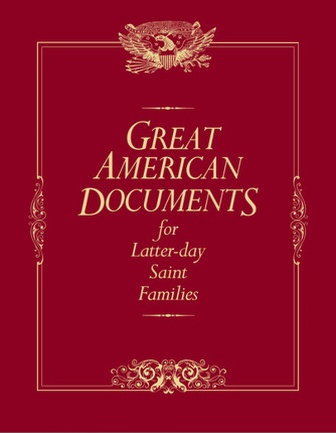 GREAT
AMERICAN
DOCUMENTS
for
Latter-day
Saint
Families